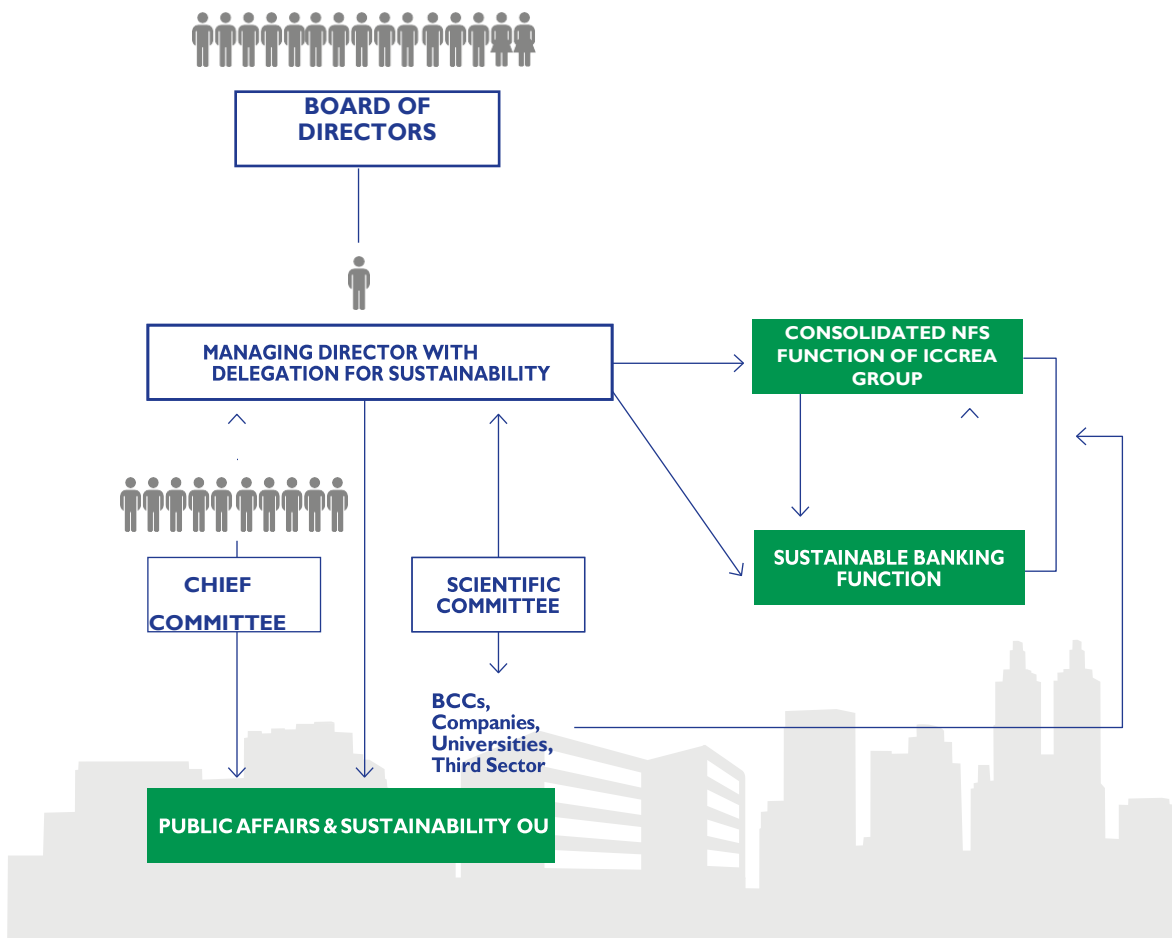 BOARD OF
DIRECTORS
MANAGING DIRECTOR WITH
DELEGATION FOR SUSTAINABILITY
CONSOLIDATED NFS
FUNCTION OF ICCREA
GROUP
SUSTAINABLE BANKING
FUNCTION
CHIEF
COMMITTEE
SCIENTIFIC
COMMITTEE
BCCs,
Companies,
Universities,
Third Sector
PUBLIC AFFAIRS & SUSTAINABILITY OU